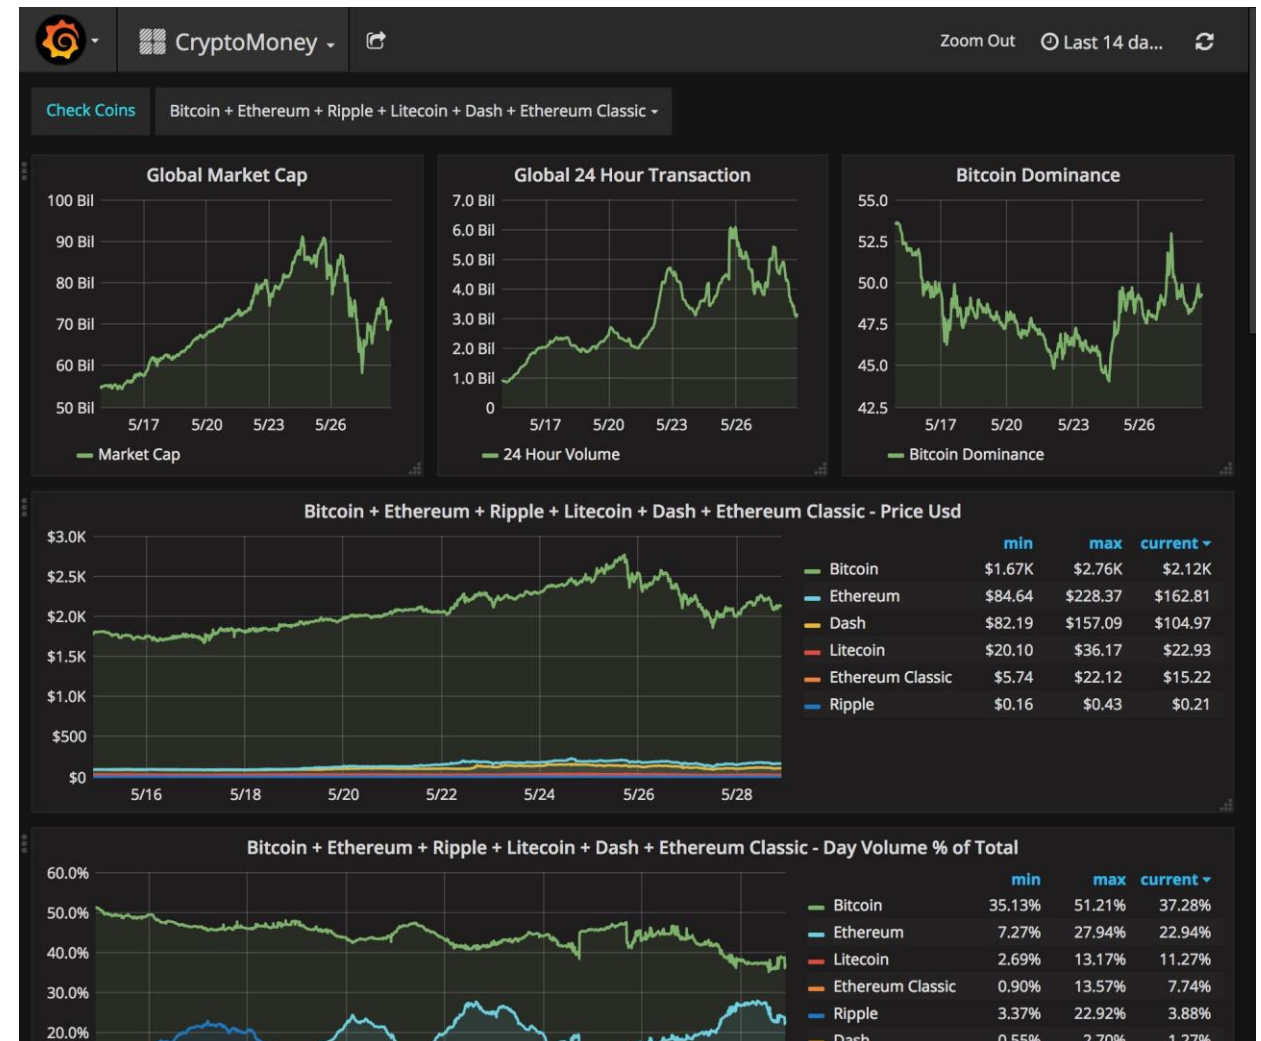 CryptoMoney
Zoom Out
Last 14 da...
Check Coins
Bitcoin + Ethereum + Ripple + Litecoin + Dash + Ethereum Classic
Global Market Cap
100 Bil
90 Bil
80 Bil
70 Bil
60 Bil
50 Bil
5/17 5/20 5/23 5/26
Market Cap
Global 24 Hour Transaction
7.0 Bil
6.0 Bil
5.0 Bil
4.0 Bil
3.0 Bil
2.0 Bil
1.0 Bil
0
5/17 5/20 5/23 5/26
24 Hour Volume
Bitcoin Dominance
55.0
52.5
50.0
47.5
45.0
42.5
5/17 5/20 5/23 5/26
Bitcoin Dominance
Bitcoin + Ethereum + Ripple + Litecoin + Dash + Ethereum Classic - Price Usd
$3.0K
$2.5K
$2.0K
$1.5K
$1.0K
$500
$0
5/16 5/18 5/20 5/22 5/24 5/26 5/28
min max current
Bitcoin $1.67K $2.76K $2.12K
Ethereum $84.64 $228.37 $162.81
Dash $82.19 $157.09 $104.97
Litecoin $20.10 $36.17 $22.93
Ethereum Classic $5.74 $22.12 $15.22
Ripple $0.16 $0.43 $0.21
Bitcoin + Ethereum + Ripple + Litecoin + Dash + Ethereum Classic - Day Volume % of Total
60.0%
50.0%
40.0%
30.0%
20.0%
min max current
Bitcoin 35.13% 51.21% 37.28%
Ethereum 7.27% 27.94% 22.94%
Litecoin 2.69% 13.17% 11.27%
Ethereum Classic 0.90% 13.57% 7.74%
Ripple 3.37% 22.92% 3.88%
Dash 0.55% 2.70% 1.27%